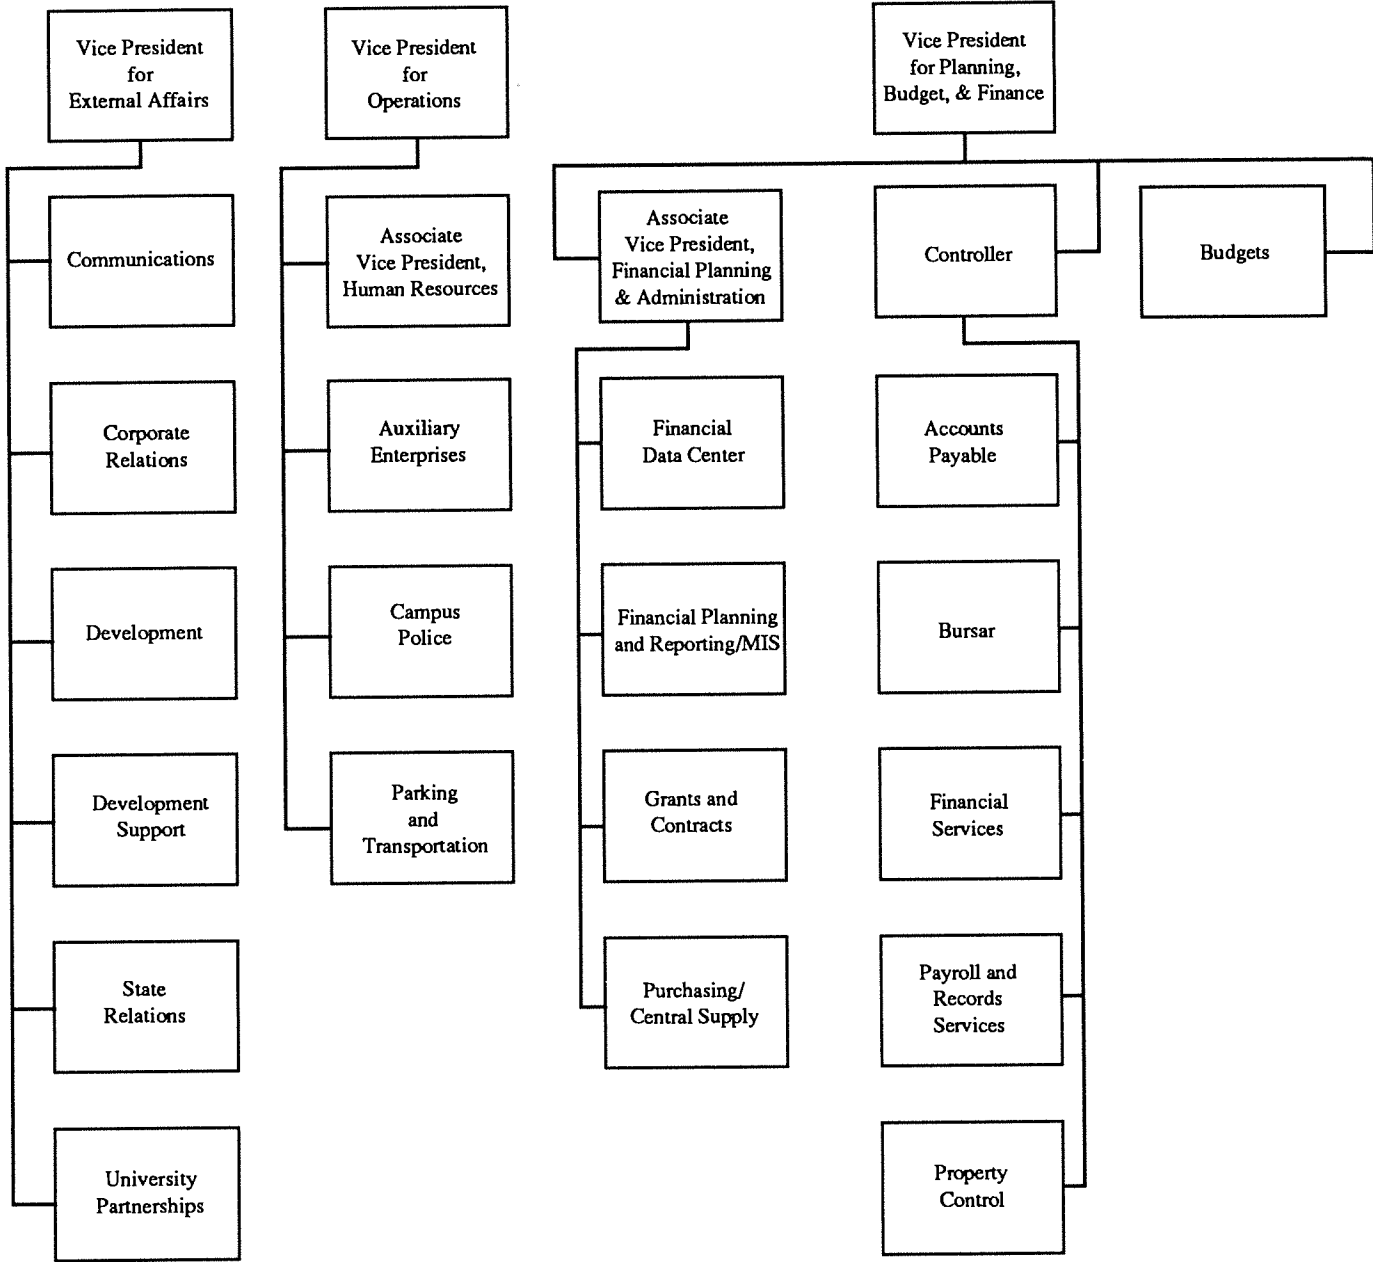 Vice President
for
External Affairs
Communications
Corporate
Relations
Development
Development
Support
State
Relations
University
Partnerships
Vice President
for
Operations
Associate
Vice President,
Human Resources
Auxiliary
Enterprises
Campus
Police
Parking
and
Transportation
Vice President
for Planning,
Budget, & Finance
Associate
Vice President,
Financial Planning
& Administration
Financial
Data Center
Financial Planning
and Reporting/MIS
Grants and
Contracts
Purchasing/
Central Supply
Controller
Accounts
Payable
Bursar
Financial
Services
Payroll and
Records
Services
Property
Control
Budgets